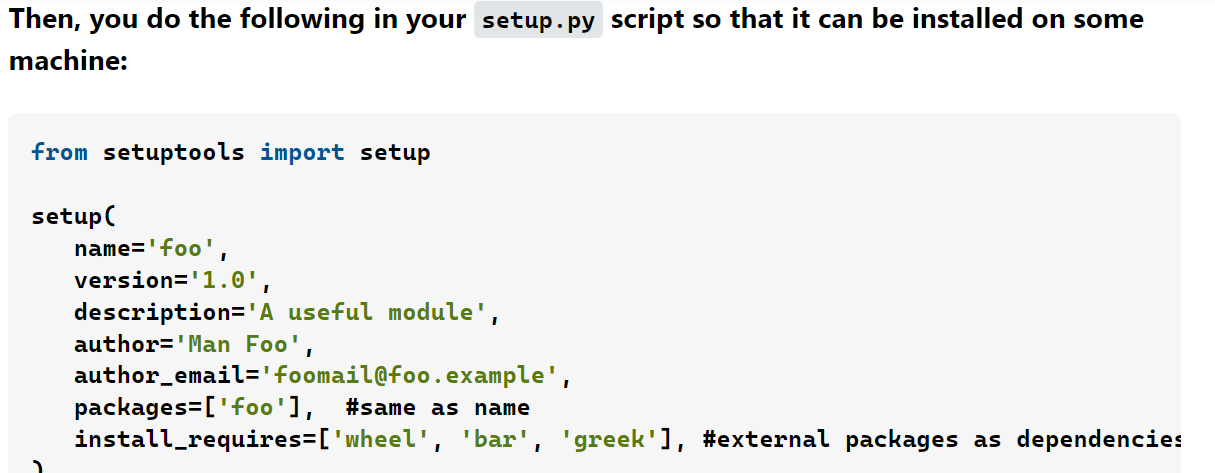 Then, you do the following in your setup.py script so that it can be installed on some
machine:
from setuptools import setup
setup(
name='foo',
version='1.0',
description='A useful module',
author='Man Foo',
author_email='foomail@foo.example',
packages=['foo'],  #same as name
install_requires=['wheel', 'bar', 'greek'], #external packages as dependencies
)